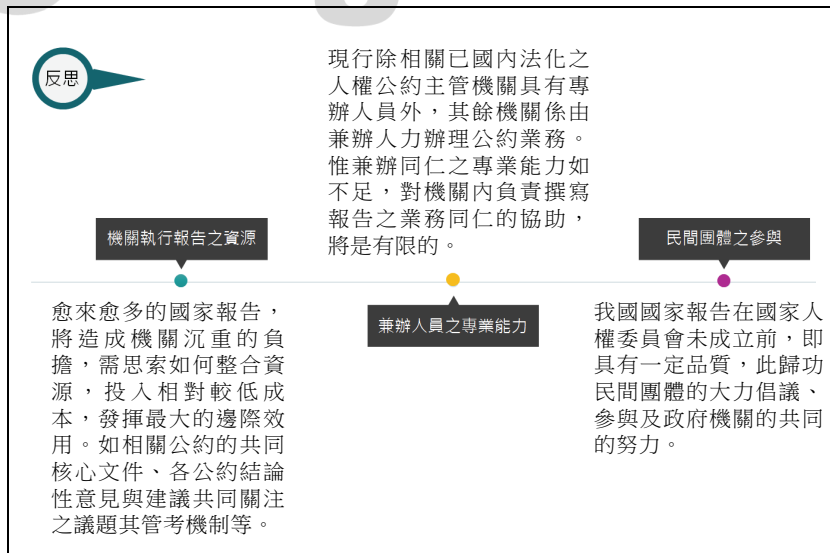 反思
現行除相關已國內法化之
人權公約主管機關具有專
辦人員外，其餘機關係由
兼辦人力辦理公約業務。
惟兼辦同仁之專業能力如
不足，對機關內負責撰寫
報告之業務同仁的協助，
將是有限的。
機關執行報告之資源
民間團體之參與
兼辦人員之專業能力
愈來愈多的國家報告，
將造成機關沉重的負
擔，需思索如何整合資
源，投入相對較低成
本，發揮最大的邊際效
用。如相關公約的共同
核心文件、各公約結論
性意見與建議共同關注
之議題其管考機制等。
我國國家報告在國家人
權委員會未成立前，即
具有一定品質，此歸功
民間團體的大力倡議、
參與及政府機關的共同
的努力。